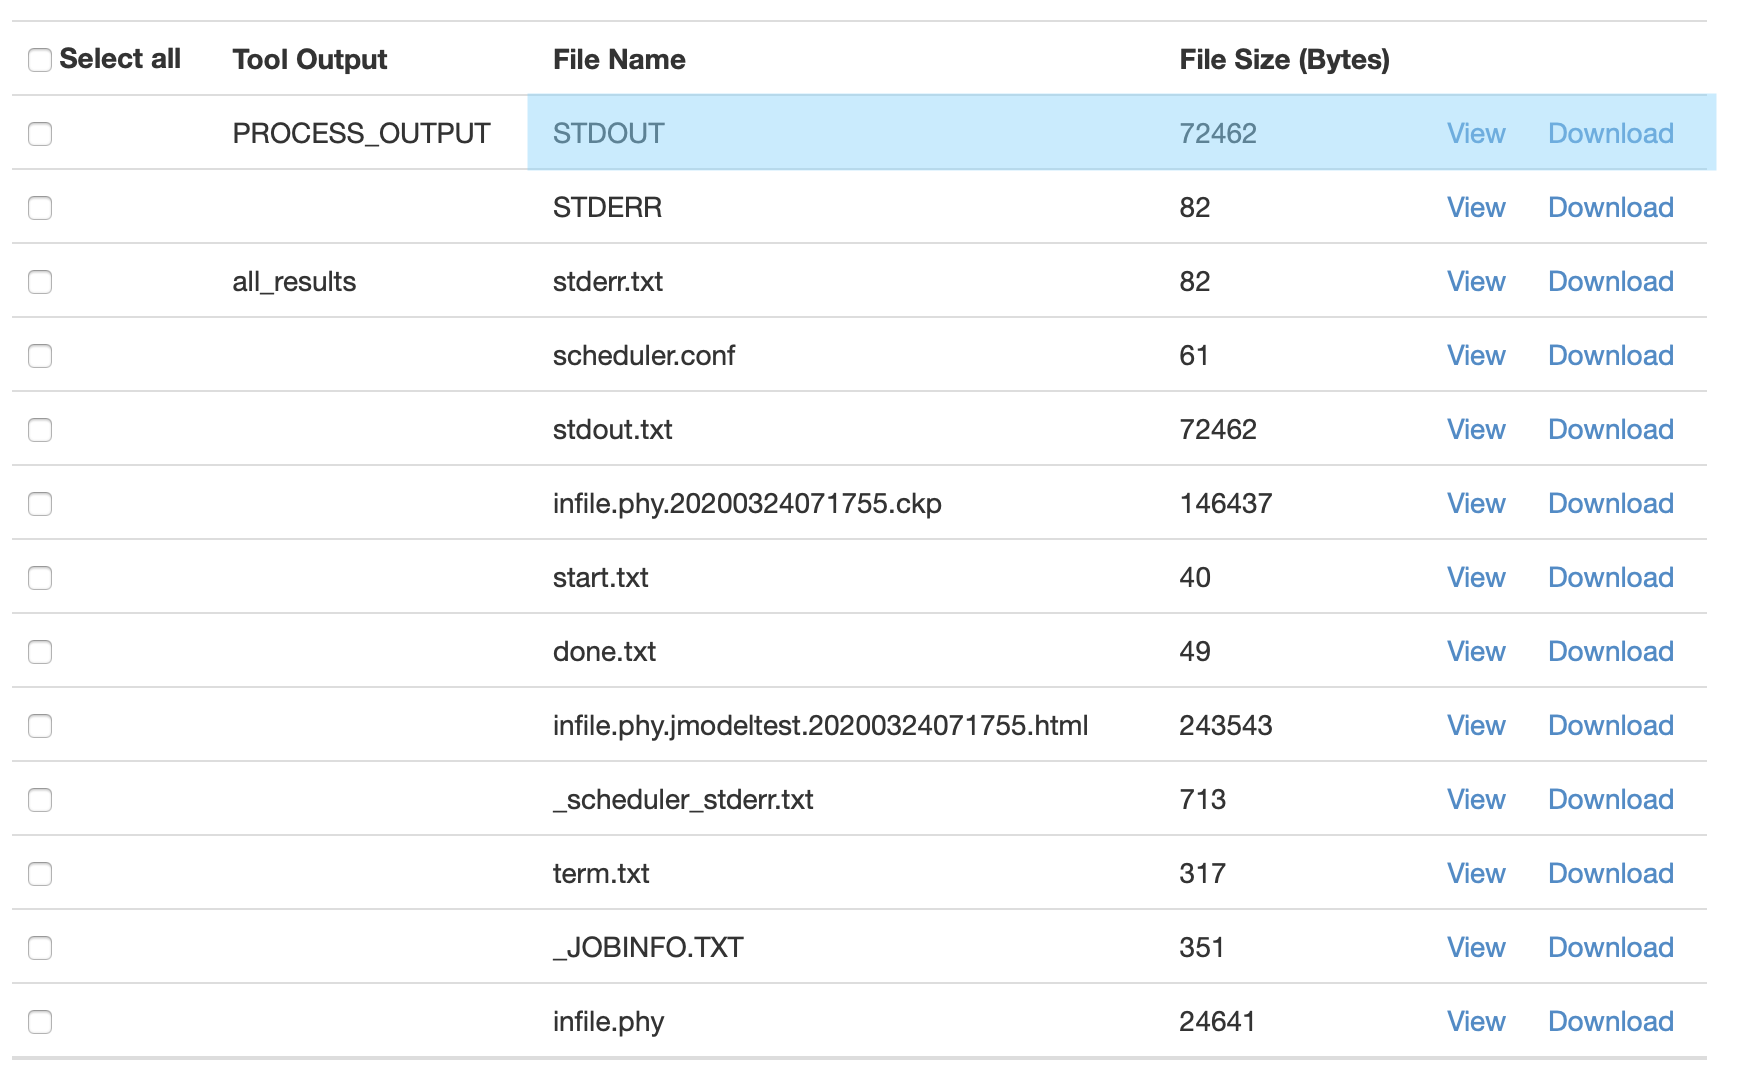 Select all Tool Output File Name File Size (Bytes)
PROCESS_OUTPUT STDOUT 72462 View Download
STDERR 82 View Download
all_results stderr.txt 82 View Download
scheduler.conf 61 View Download
stdout.txt 72462 View Download
infile.phy.20200324071755.ckp 146437 View Download
start.txt 40 View Download
done.txt 49 View Download
infile.phy.jmodeltest.20200324071755.html 243543 View Download
_scheduler_stderr.txt 713 View Download
term.txt 317 View Download
_JOBINFO.TXT 351 View Download
infile.phy 24641 View Download